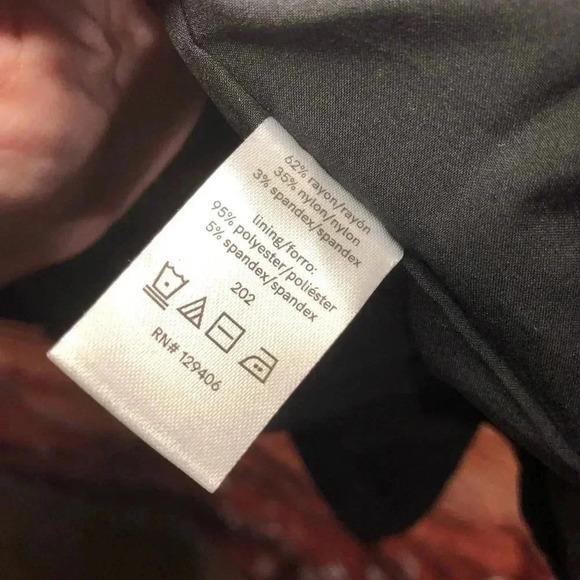 62% rayon/rayón
35% nylon/nylon
3% spandex/spandex
lining/forro:
95% polyester/poliéster
5% spandex/spandex
202
RN# 129406